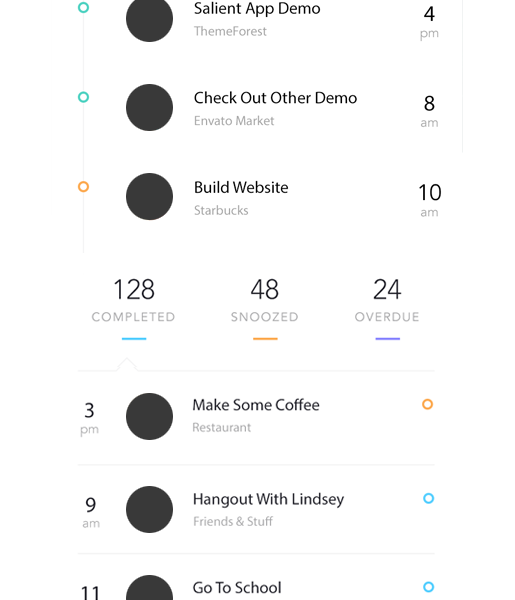 Salient App Demo
4
ThemeForest
pm
Check Out Other Demo
8
Envato Market
am
Build Website
10
Starbucks
am
128 48 24
COMPLETED SNOOZED OVERDUE
3
Make Some Coffee
pm
Restaurant
9
Hangout With Lindsey
am
Friends & Stuff
11
Go To School